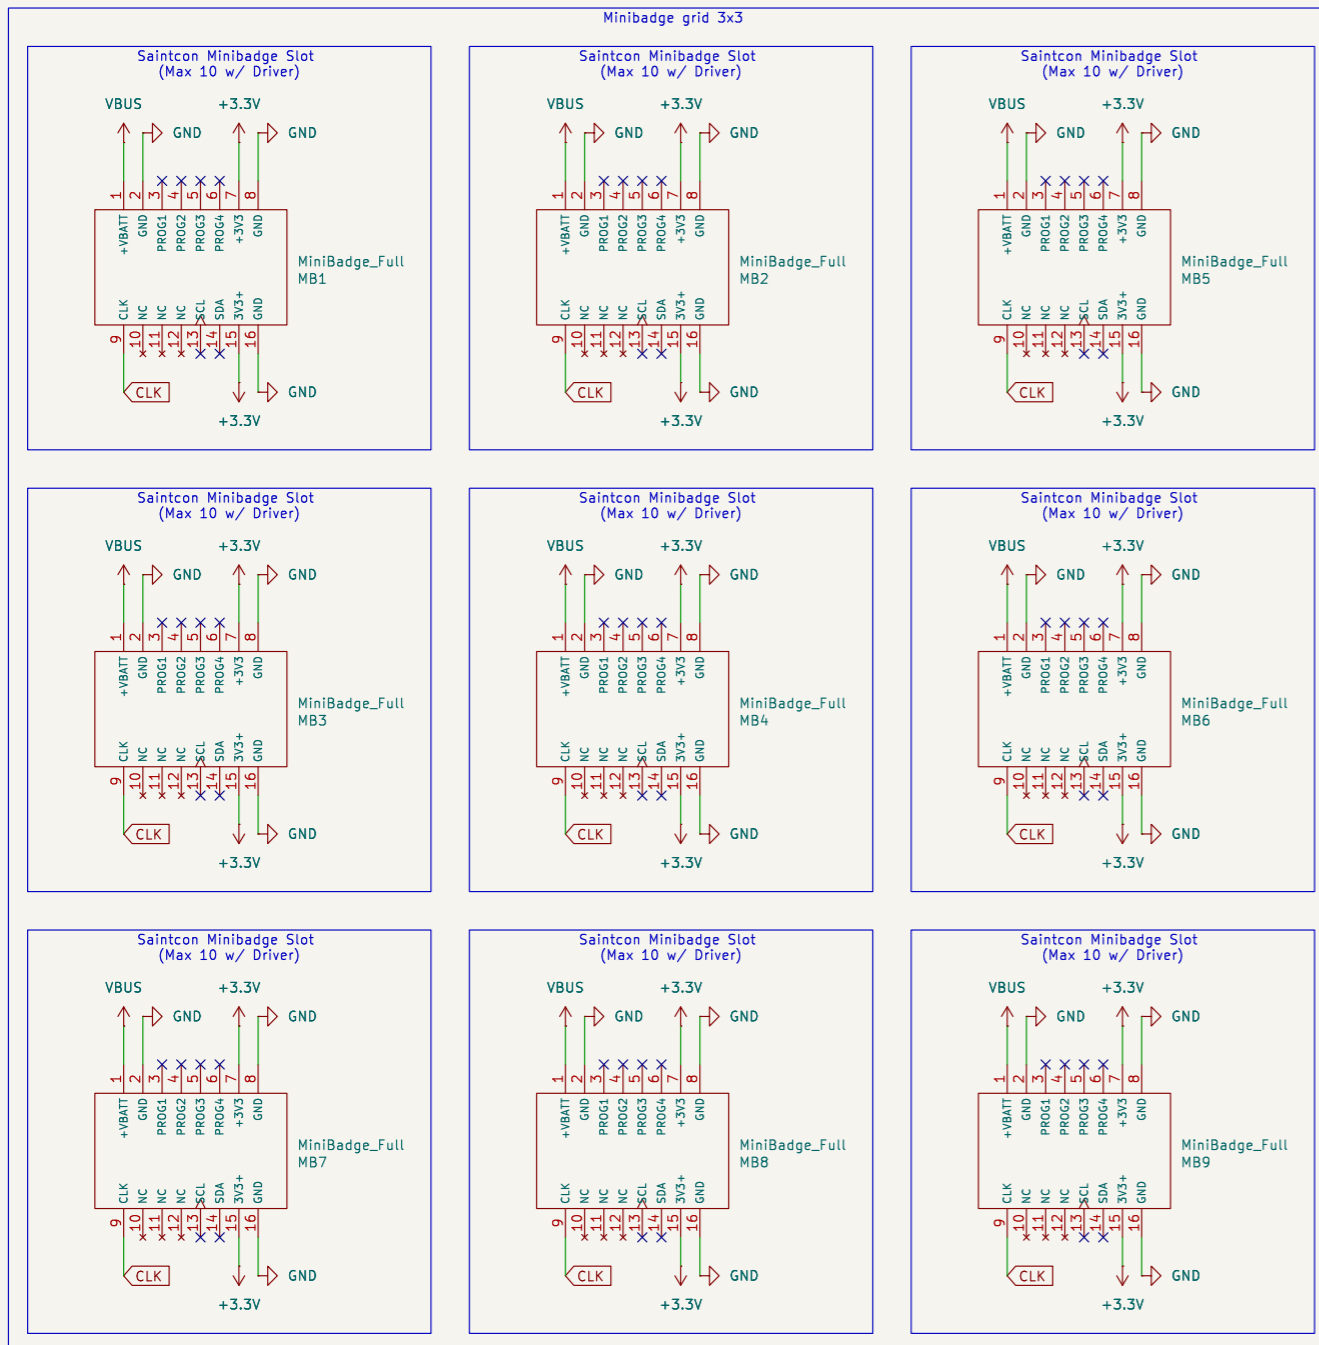 Minibadge grid 3x3
Saintcon Minibadge Slot
(Max 10 w/ Driver)
VBUS +3.3V
GND GND
1 2 3 4 5 6 7 8
+VBATT GND PROG1 PROG2 PROG3 PROG4 +3V3 GND
MiniBadge_Full
MB1
CLK NC NC NC SCL SDA 3V3+ GND
9 10 11 12 13 14 15 16
CLK GND
+3.3V
Saintcon Minibadge Slot
(Max 10 w/ Driver)
VBUS +3.3V
GND GND
1 2 3 4 5 6 7 8
+VBATT GND PROG1 PROG2 PROG3 PROG4 +3V3 GND
MiniBadge_Full
MB2
CLK NC NC NC SCL SDA 3V3+ GND
9 10 11 12 13 14 15 16
CLK GND
+3.3V
Saintcon Minibadge Slot
(Max 10 w/ Driver)
VBUS +3.3V
GND GND
1 2 3 4 5 6 7 8
+VBATT GND PROG1 PROG2 PROG3 PROG4 +3V3 GND
MiniBadge_Full
MB5
CLK NC NC NC SCL SDA 3V3+ GND
9 10 11 12 13 14 15 16
CLK GND
+3.3V
Saintcon Minibadge Slot
(Max 10 w/ Driver)
VBUS +3.3V
GND GND
1 2 3 4 5 6 7 8
+VBATT GND PROG1 PROG2 PROG3 PROG4 +3V3 GND
MiniBadge_Full
MB3
CLK NC NC NC SCL SDA 3V3+ GND
9 10 11 12 13 14 15 16
CLK GND
+3.3V
Saintcon Minibadge Slot
(Max 10 w/ Driver)
VBUS +3.3V
GND GND
1 2 3 4 5 6 7 8
+VBATT GND PROG1 PROG2 PROG3 PROG4 +3V3 GND
MiniBadge_Full
MB4
CLK NC NC NC SCL SDA 3V3+ GND
9 10 11 12 13 14 15 16
CLK GND
+3.3V
Saintcon Minibadge Slot
(Max 10 w/ Driver)
VBUS +3.3V
GND GND
1 2 3 4 5 6 7 8
+VBATT GND PROG1 PROG2 PROG3 PROG4 +3V3 GND
MiniBadge_Full
MB6
CLK NC NC NC SCL SDA 3V3+ GND
9 10 11 12 13 14 15 16
CLK GND
+3.3V
Saintcon Minibadge Slot
(Max 10 w/ Driver)
VBUS +3.3V
GND GND
1 2 3 4 5 6 7 8
+VBATT GND PROG1 PROG2 PROG3 PROG4 +3V3 GND
MiniBadge_Full
MB7
CLK NC NC NC SCL SDA 3V3+ GND
9 10 11 12 13 14 15 16
CLK GND
+3.3V
Saintcon Minibadge Slot
(Max 10 w/ Driver)
VBUS +3.3V
GND GND
1 2 3 4 5 6 7 8
+VBATT GND PROG1 PROG2 PROG3 PROG4 +3V3 GND
MiniBadge_Full
MB8
CLK NC NC NC SCL SDA 3V3+ GND
9 10 11 12 13 14 15 16
CLK GND
+3.3V
Saintcon Minibadge Slot
(Max 10 w/ Driver)
VBUS +3.3V
GND GND
1 2 3 4 5 6 7 8
+VBATT GND PROG1 PROG2 PROG3 PROG4 +3V3 GND
MiniBadge_Full
MB9
CLK NC NC NC SCL SDA 3V3+ GND
9 10 11 12 13 14 15 16
CLK GND
+3.3V